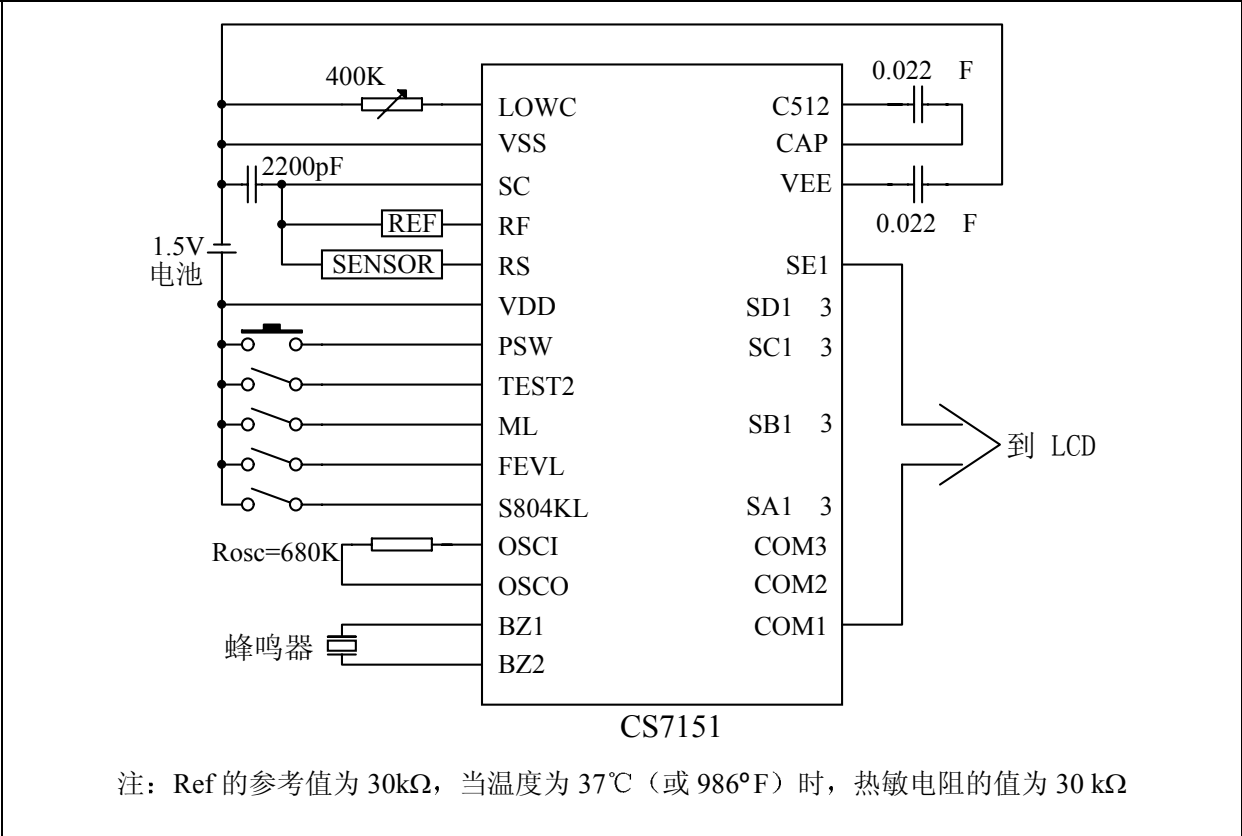 400K
0.022 F
LOWC
C512
VSS
CAP
2200pF
SC
VEE
REF
RF
0.022 F
1.5V
电池
SENSOR
RS
SE1
VDD
SD1 3
PSW
SC1 3
TEST2
ML
SB1 3
到 LCD
FEVL
S804KL
SA1 3
Rosc=680K
OSCI
COM3
OSCO
COM2
BZ1
COM1
蜂鸣器
BZ2
CS7151
注：Ref 的参考值为 30kΩ，当温度为 37℃（或 986°F）时，热敏电阻的值为 30 kΩ